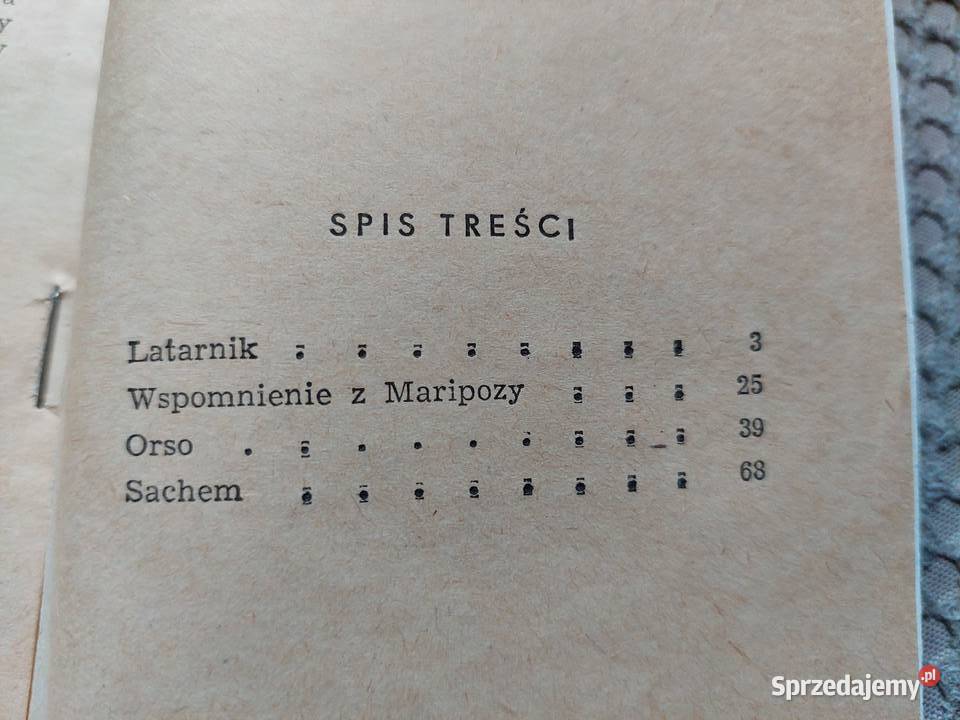 SPIS TREŚCI
Latarnik . . . . . . . . 3
Wspomnienie z Maripozy . . . 25
Orso . . . . . . . . . 39
Sachem . . . . . . . . 68
Sprzedajemy.pl